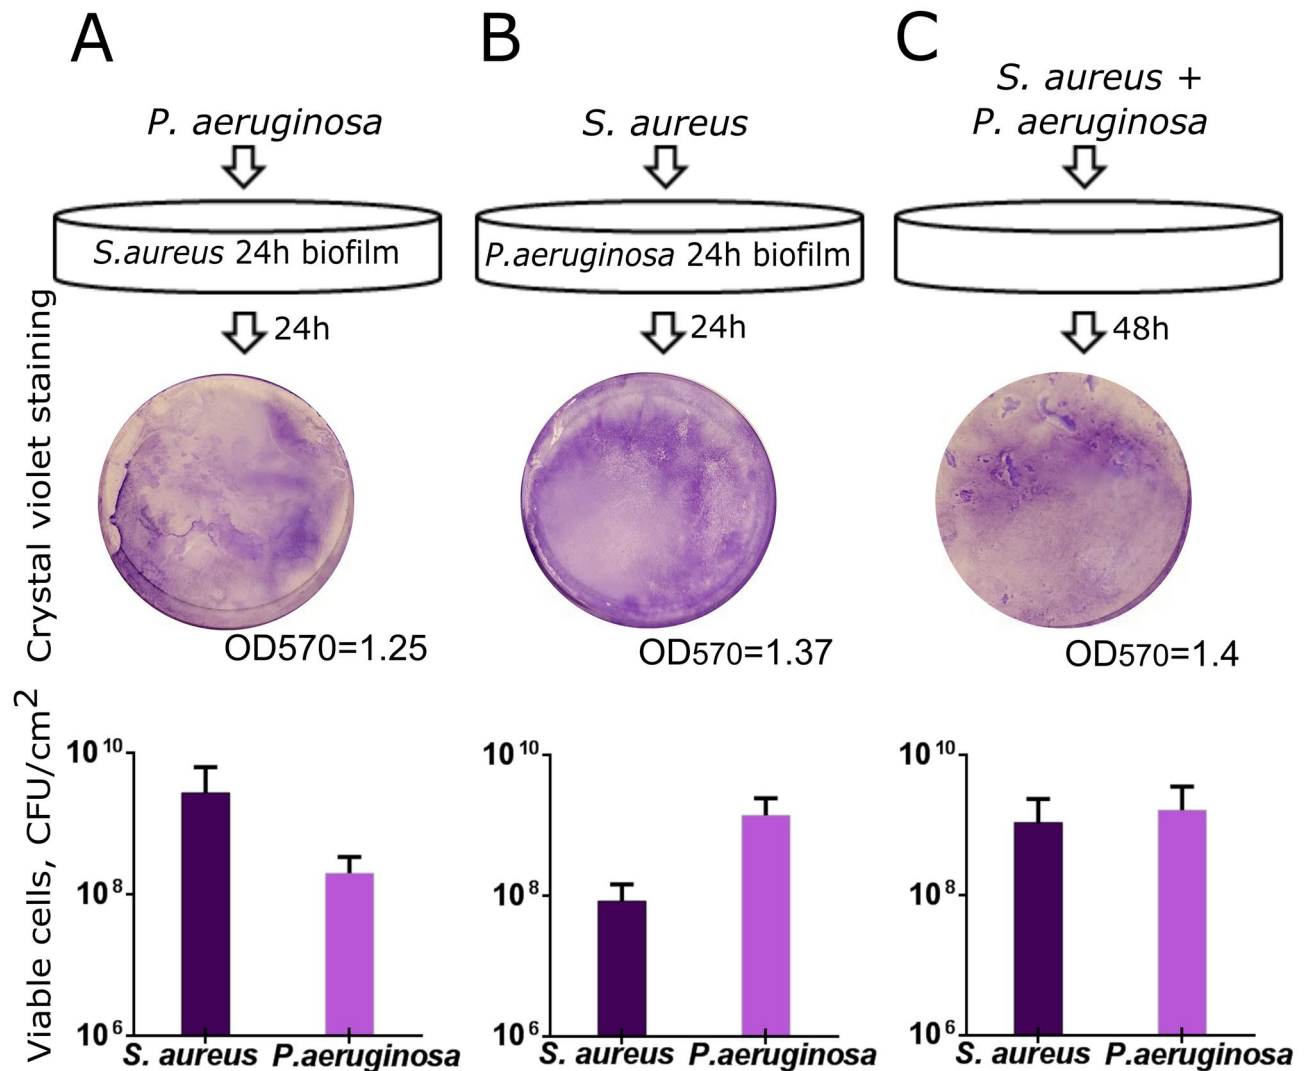 A
B
C
P. aeruginosa
S. aureus
S. aureus +
P. aeruginosa
S.aureus 24h biofilm
P.aeruginosa 24h biofilm
24h
24h
48h
Crystal violet staining
OD570=1.25
OD570=1.37
OD570=1.4
Viable cells, CFU/cm2
10 10
10 8
10 6
S. aureus
P.aeruginosa
10 10
10 8
10 6
S. aureus
P.aeruginosa
10 10
10 8
10 6
S. aureus
P.aeruginosa